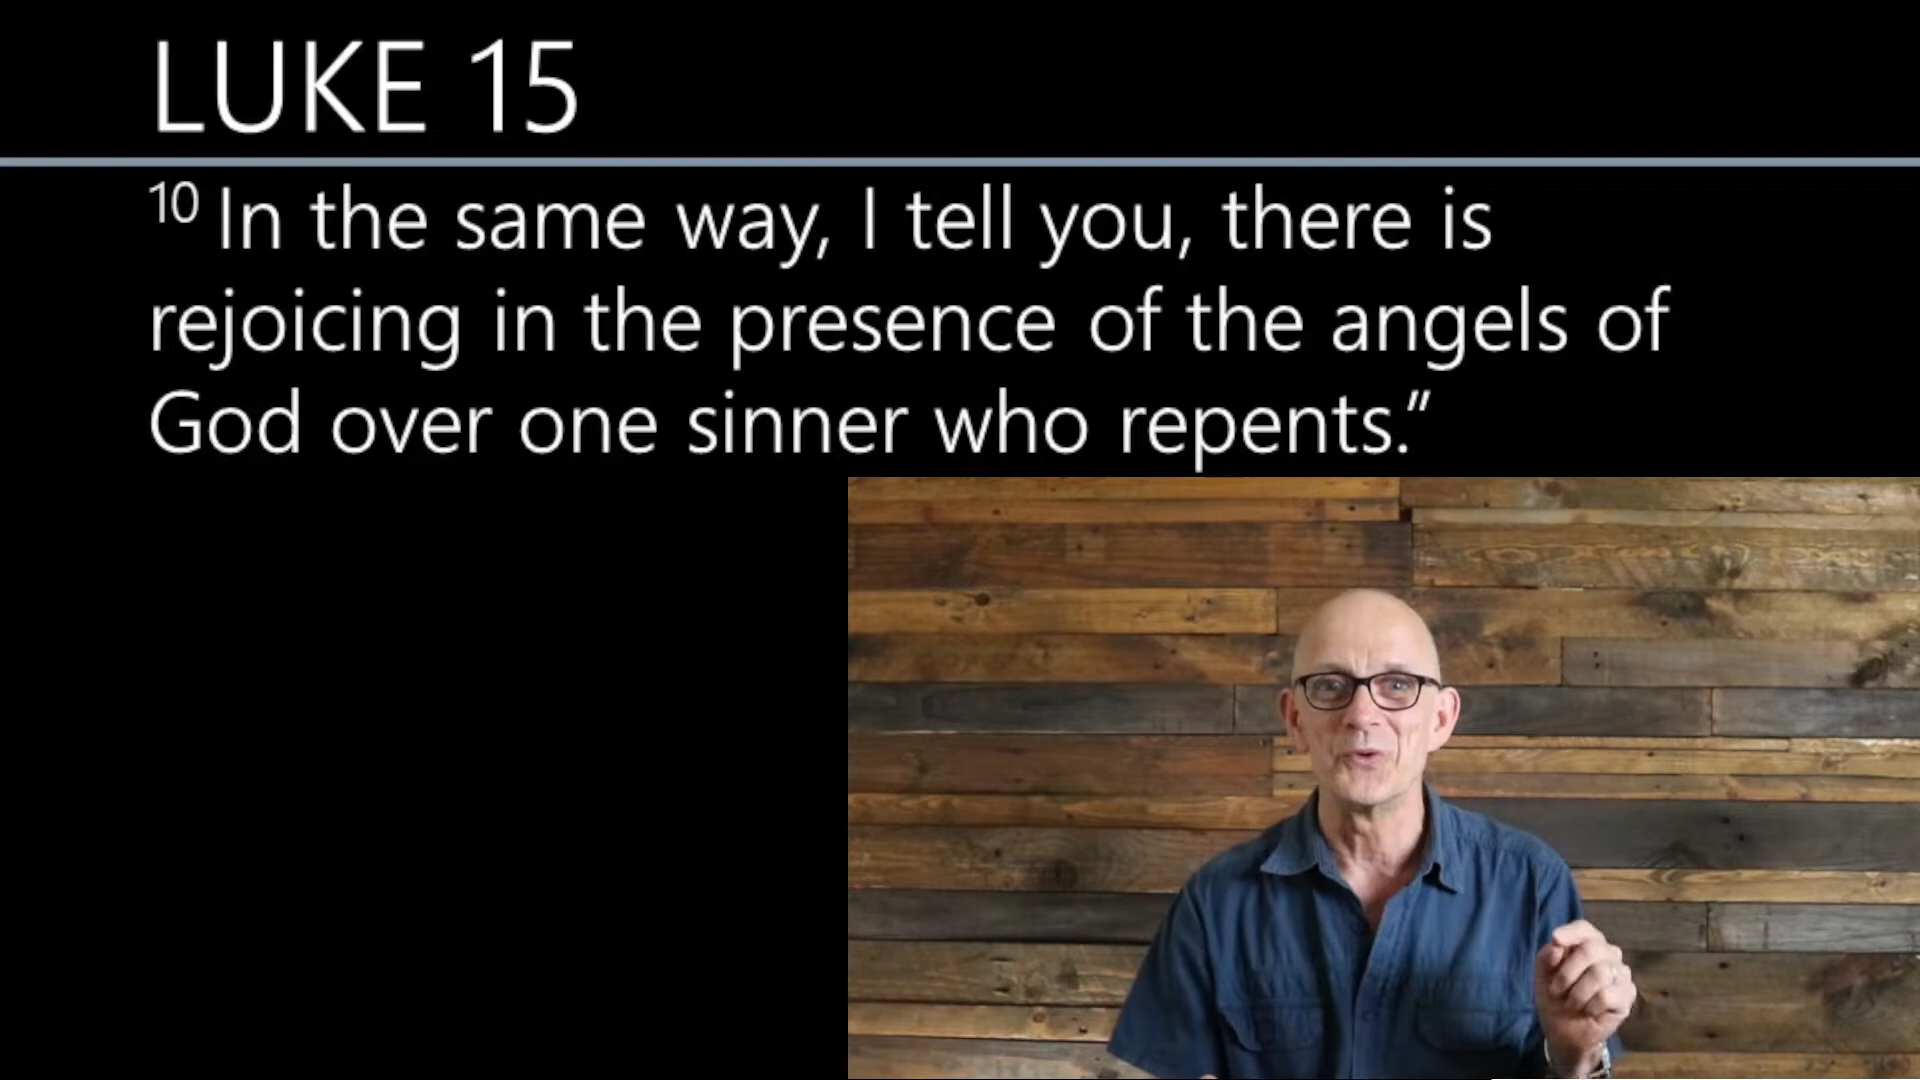 LUKE 15
10 In the same way, I tell you, there is
rejoicing in the presence of the angels of
God over one sinner who repents.”